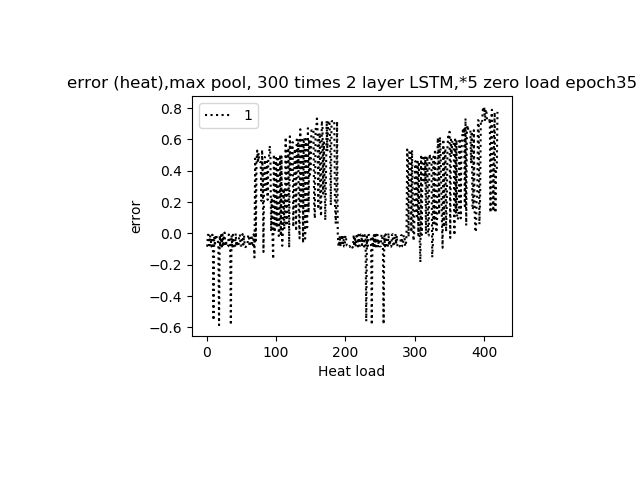 error (heat),max pool, 300 times 2 layer LSTM,*5 zero load epoch35
1
0.8
0.6
0.4
0.2
0.0
−0.2
−0.4
−0.6
error
0 100 200 300 400
Heat load